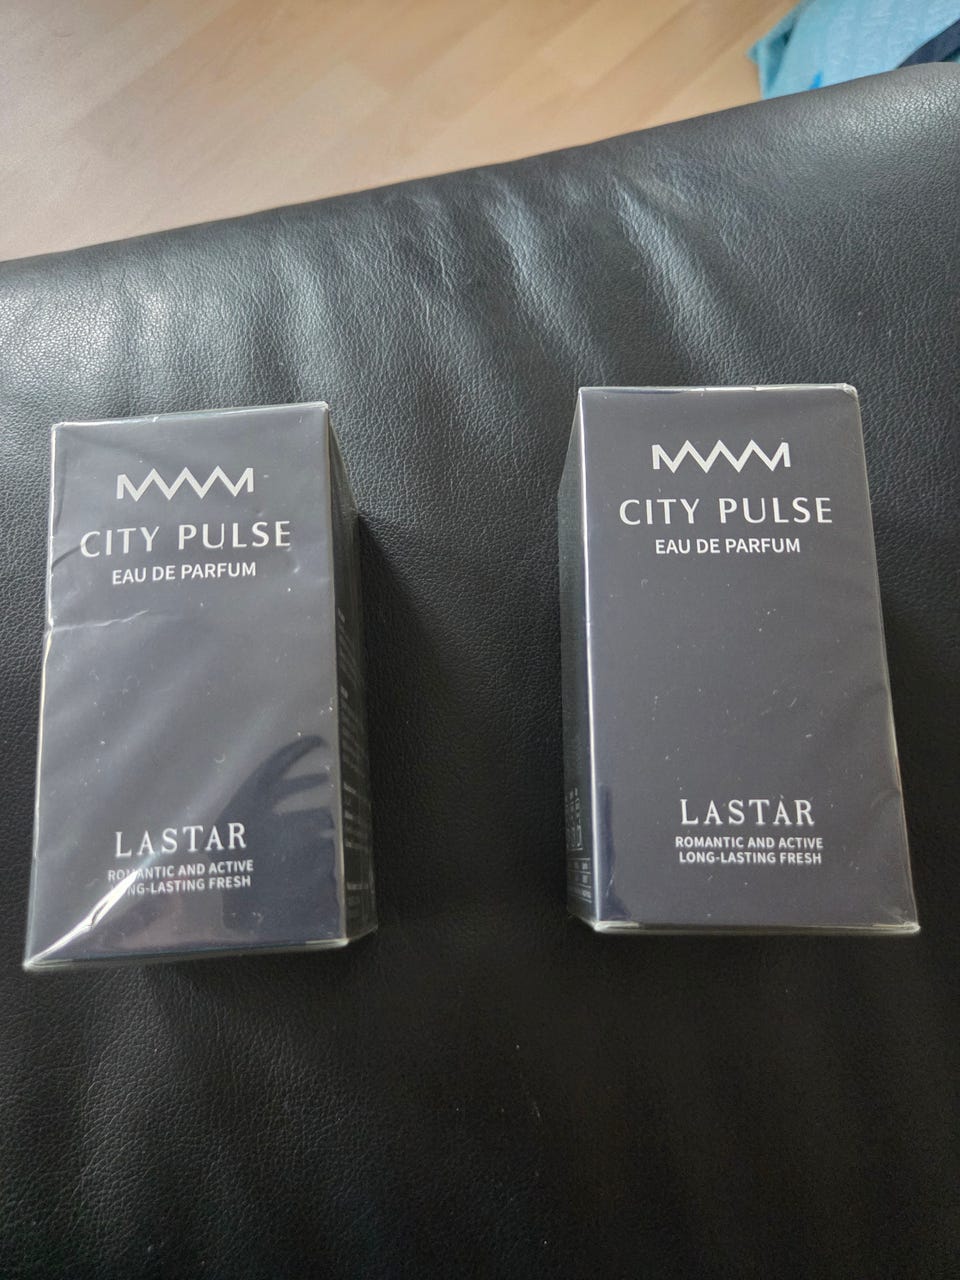 CITY PULSE
EAU DE PARFUM
LASTAR
ROMANTIC AND ACTIVE
LONG-LASTING FRESH
CITY PULSE
EAU DE PARFUM
LASTAR
ROMANTIC AND ACTIVE
LONG-LASTING FRESH